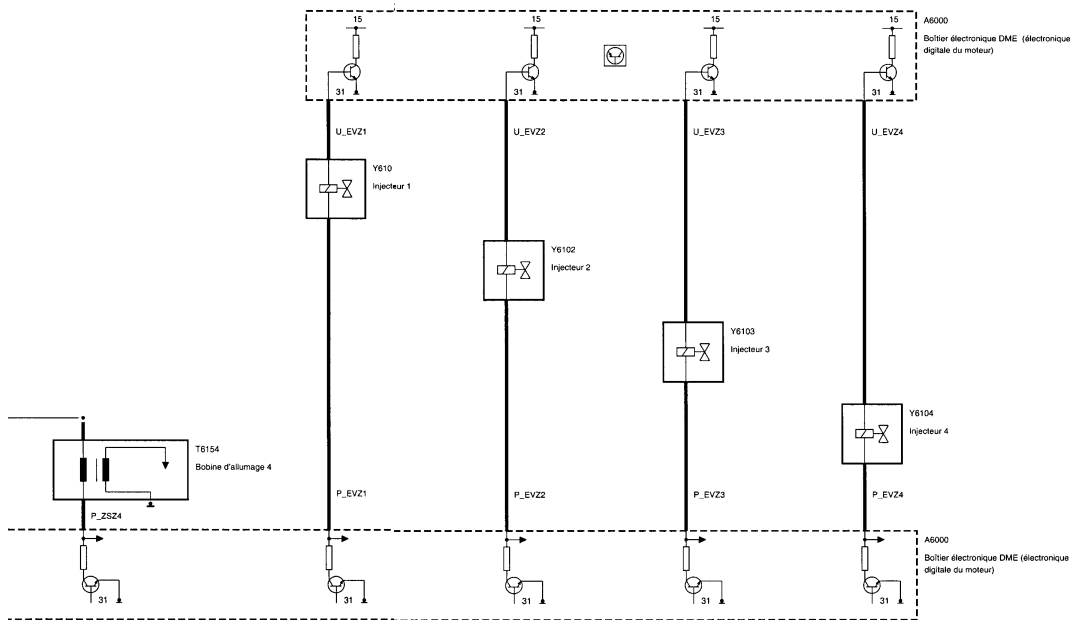 15
15
15
15
A6000
Boîtier électronique DME (électronique
digitale du moteur)
31
31
31
31
U_EVZ1
U_EVZ2
U_EVZ3
U_EVZ4
Y610
Injecteur 1
Y6102
Injecteur 2
Y6103
Injecteur 3
Y6104
Injecteur 4
T6154
Bobine d'allumage 4
P_ZSZ4
P_EVZ1
P_EVZ2
P_EVZ3
P_EVZ4
A6000
Boîtier électronique DME (électronique
digitale du moteur)
31
31
31
31
31